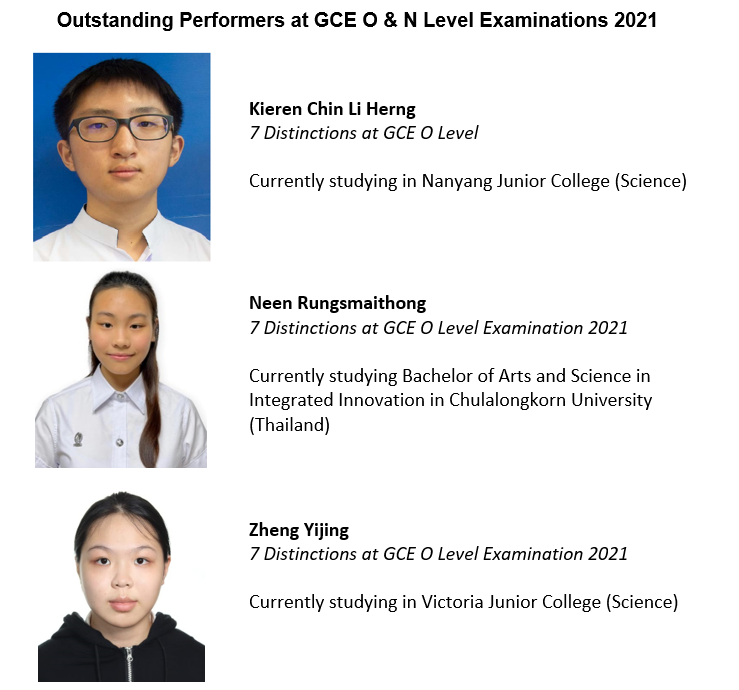 Outstanding Performers at GCE O & N Level Examinations 2021
Kieren Chin Li Herng
7 Distinctions at GCE O Level
Currently studying in Nanyang Junior College (Science)
Neen Rungsmaithong
7 Distinctions at GCE O Level Examination 2021
Currently studying Bachelor of Arts and Science in
Integrated Innovation in Chulalongkorn University
(Thailand)
Zheng Yijing
7 Distinctions at GCE O Level Examination 2021
Currently studying in Victoria Junior College (Science)